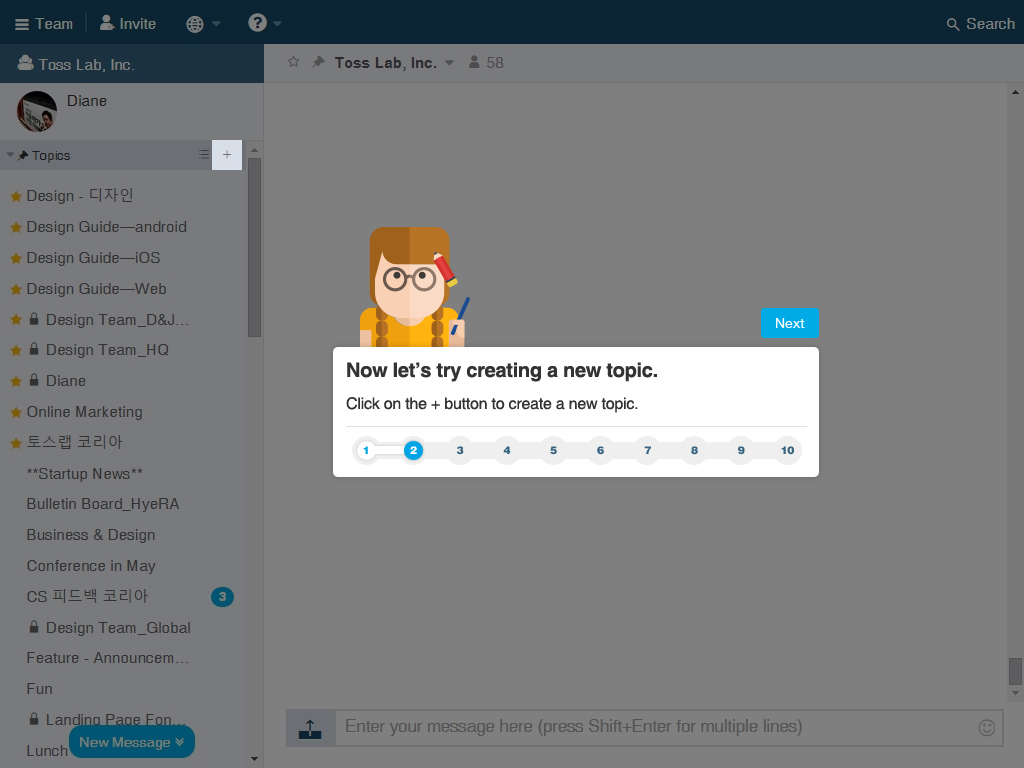 Team
Invite
?
Search
Toss Lab, Inc.
Toss Lab, Inc.
58
Diane
Topics
+
Design - 디자인
Design Guide—android
Design Guide—iOS
Design Guide—Web
Design Team_D&J...
Design Team_HQ
Diane
Online Marketing
토스랩 코리아
**Startup News**
Bulletin Board_HyeRA
Business & Design
Conference in May
CS 피드백 코리아
3
Design Team_Global
Feature - Announcem...
Fun
Landing Page Fon...
Lunch
New Message
Next
Now let's try creating a new topic.
Click on the + button to create a new topic.
1 2 3 4 5 6 7 8 9 10
Enter your message here (press Shift+Enter for multiple lines)